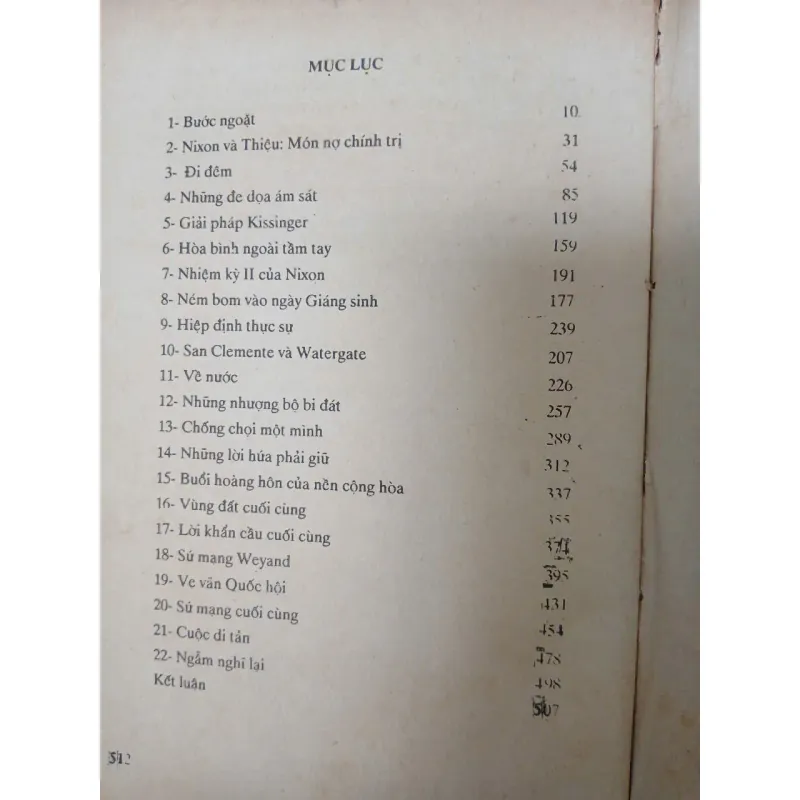 MỤC LỤC
1- Bước ngoặt 10
2- Nixon và Thiệu: Món nợ chính trị 31
3- Đi đêm 54
4- Những đe dọa ám sát 85
5- Giải pháp Kissinger 119
6- Hòa bình ngoài tầm tay 159
7- Nhiệm kỳ II của Nixon 191
8- Ném bom vào ngày Giáng sinh 177
9- Hiệp định thực sự 239
10- San Clemente và Watergate 207
11- Về nước 226
12- Những nhượng bộ bi đát 257
13- Chống chọi một mình 289
14- Những lời hứa phải giữ 312
15- Buổi hoàng hôn của nền cộng hòa 337
16- Vùng đất cuối cùng 355
17- Lời khẩn cầu cuối cùng 374
18- Sứ mạng Weyand 395
19- Ve vãn Quốc hội 431
20- Sứ mạng cuối cùng 454
21- Cuộc di tản 478
22- Ngẫm nghĩ lại 498
Kết luận 507
512